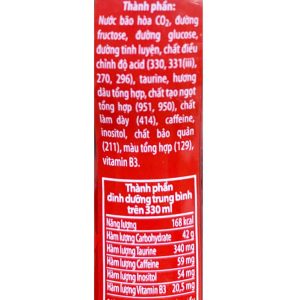 Thành phần:
Nước bão hòa CO₂, đường
fructose, đường glucose,
đường tinh luyện, chất điều
chỉnh độ acid (330, 331(iii),
270, 296), taurine, hương
dâu tổng hợp, chất tạo ngọt
tổng hợp (951, 950), chất
làm dày (414), caffeine,
inositol, chất bảo quản
(211), màu tổng hợp (129),
vitamin B3.
Thành phần
dinh dưỡng trung bình
trên 330 ml
Năng lượng 168 kcal
Hàm lượng Carbohydrate 42 g
Hàm lượng Taurine 340 mg
Hàm lượng Caffeine 59 mg
Hàm lượng Inositol 54 mg
Hàm lượng Vitamin B3 20,5 mg